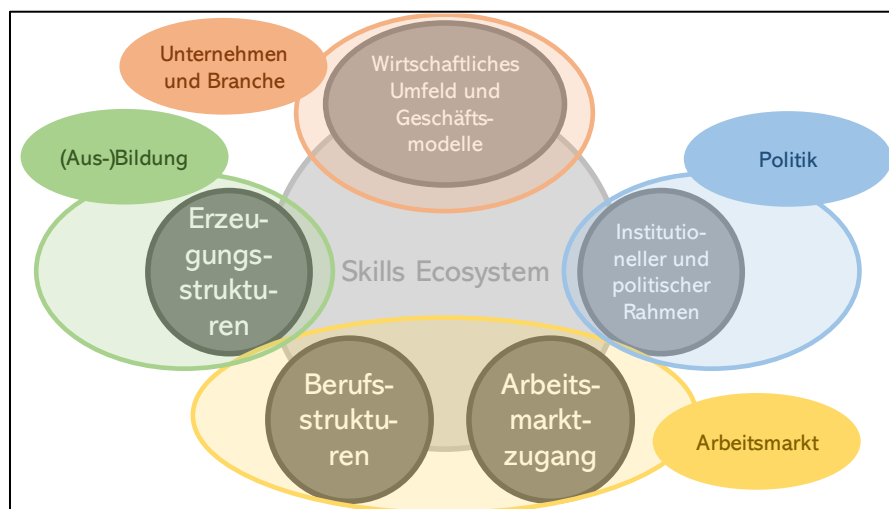 Unternehmen
und Branche
Wirtschaftliches
Umfeld und
Geschäfts-
modelle
(Aus-)Bildung
Politik
Erzeu-
gungs-
struktu-
ren
Skills Ecosystem
Institutio-
neller und
politischer
Rahmen
Berufs-
struktu-
ren
Arbeits-
markt-
zugang
Arbeitsmarkt